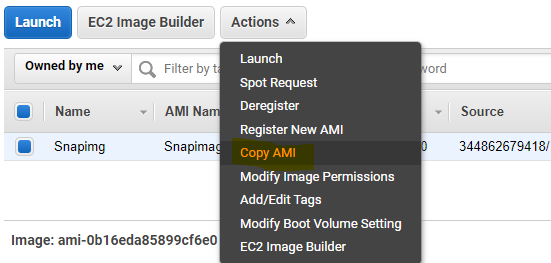 Launch EC2 Image Builder Actions
Launch
Owned by me Filter by ta word
Spot Request
Deregister
Name AMI Nam Source
Register New AMI
Snapimg Snapimag Copy AMI 0 344862679418/
Modify Image Permissions
Add/Edit Tags
Modify Boot Volume Setting
Image: ami-0b16eda85899cf6e0 EC2 Image Builder